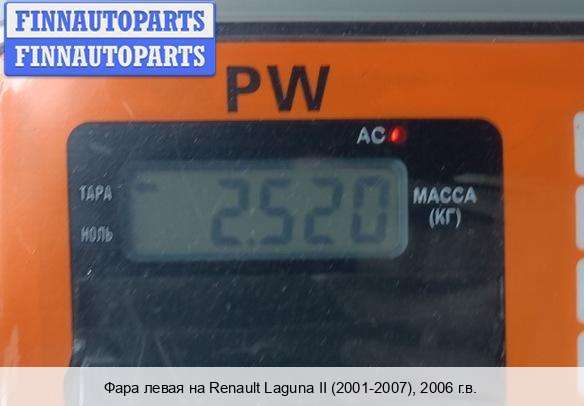 FINNAUTOPARTS
FINNAUTOPARTS
PW
AC
ТАРА
2.520
МАССА
(КГ)
НОЛЬ
Фара левая на Renault Laguna II (2001-2007), 2006 г.в.